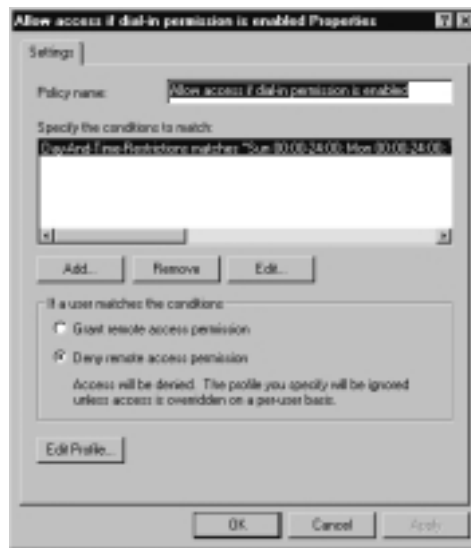 Allow access if dial-in permission is enabled Properties
Settings
Policy name:
Allow access if dial-in permission is enabled
Specify the conditions to match:
Day-And-Time-Restrictions matches "Sun 00:00-24:00; Mon 00:00-24:00;
Add...
Remove
Edit...
If a user matches the conditions
Grant remote access permission
Deny remote access permission
Access will be denied. The profile you specify will be ignored
unless access is overridden on a per-user basis.
Edit Profile...
OK
Cancel
Apply